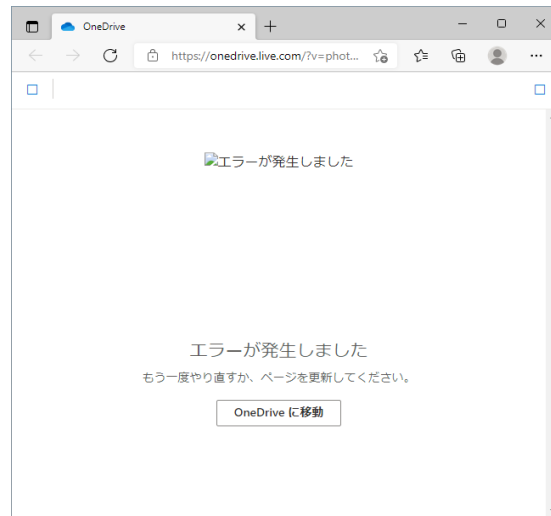 OneDrive
https://onedrive.live.com/?v=phot...
エラーが発生しました
エラーが発生しました
もう一度やり直すか、ページを更新してください。
OneDrive に移動